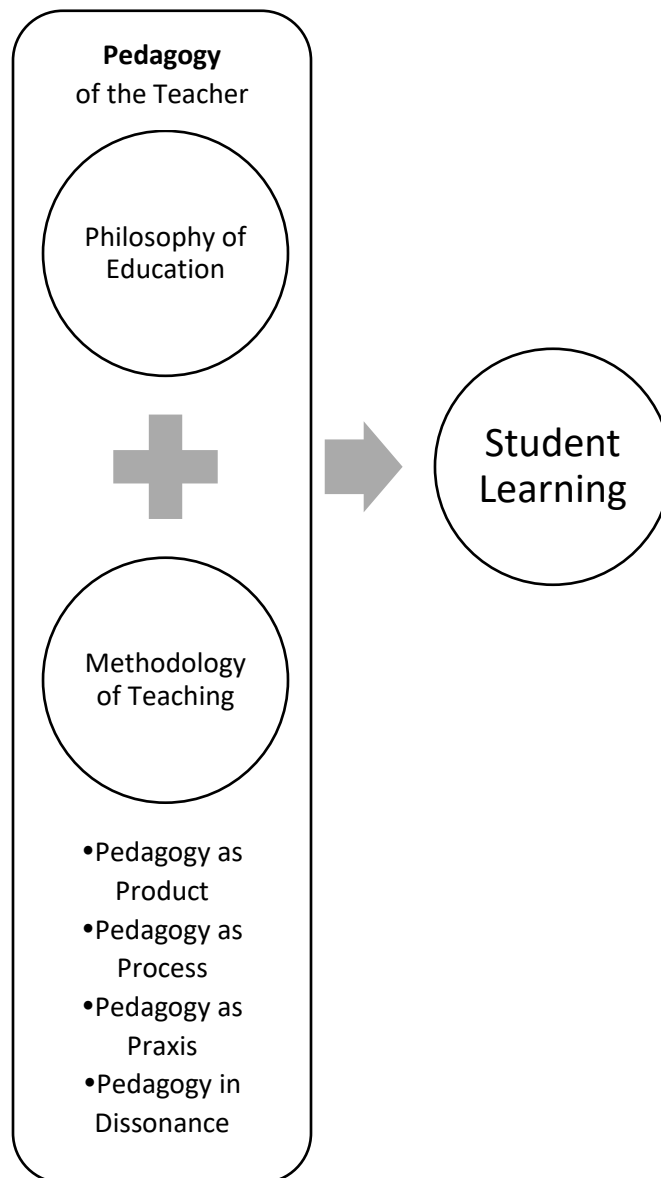 Pedagogy
of the Teacher
Philosophy of
Education
Methodology
of Teaching
•Pedagogy as
Product
•Pedagogy as
Process
•Pedagogy as
Praxis
•Pedagogy in
Dissonance
Student
Learning